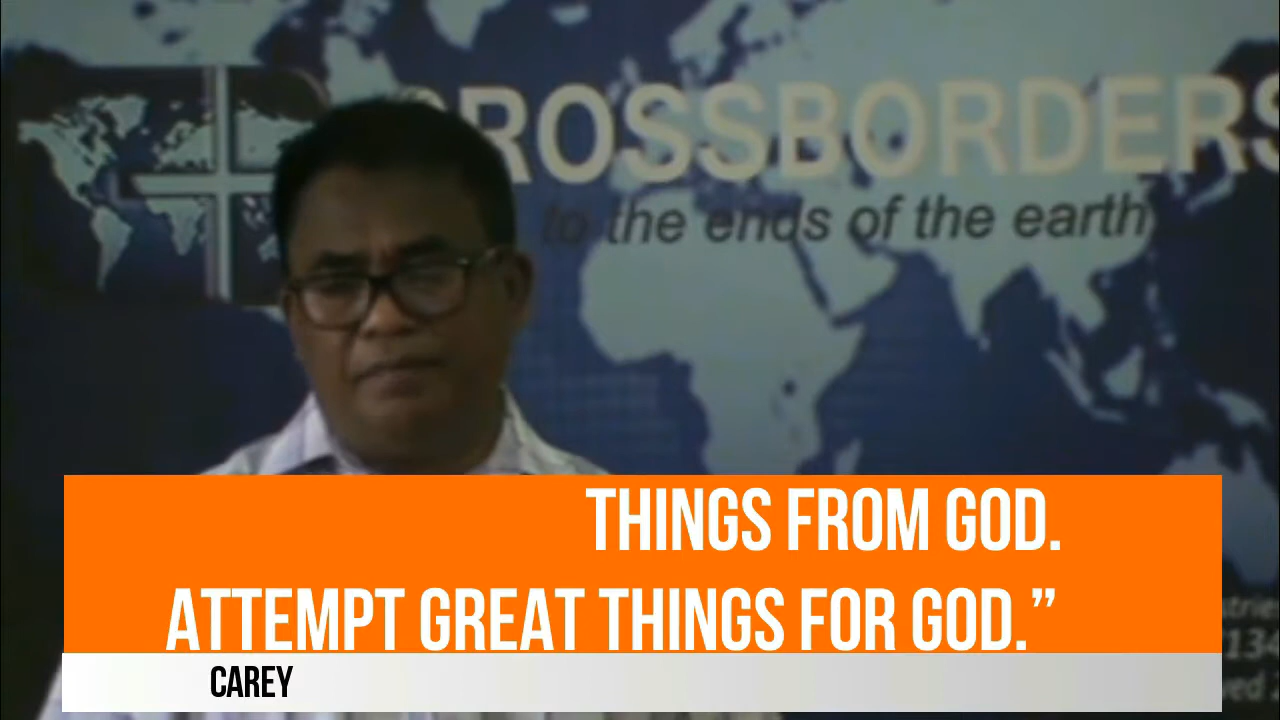 ROSSBORDERS
to the ends of the earth
THINGS FROM GOD.
ATTEMPT GREAT THINGS FOR GOD.”
CAREY